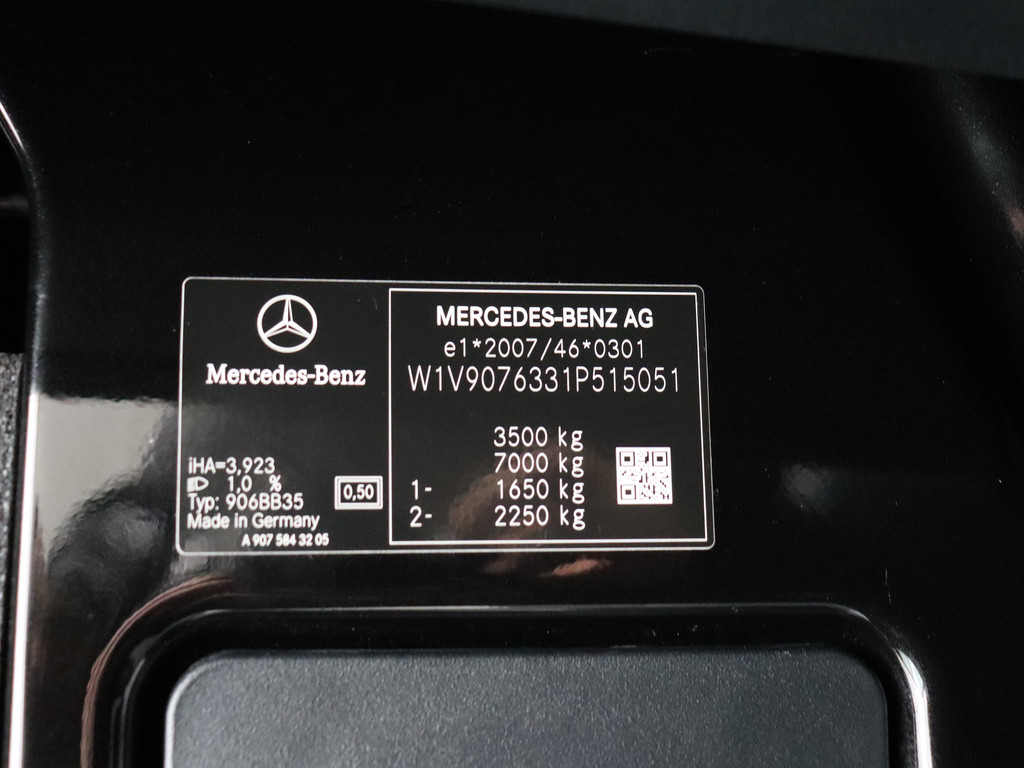 Mercedes-Benz
iHA=3,923
1,0 %
Typ: 906BB35
Made in Germany
A 907 584 32 05
0,50
MERCEDES-BENZ AG
e1*2007/46*0301
W1V9076331P515051
3500 kg
7000 kg
1- 1650 kg
2- 2250 kg